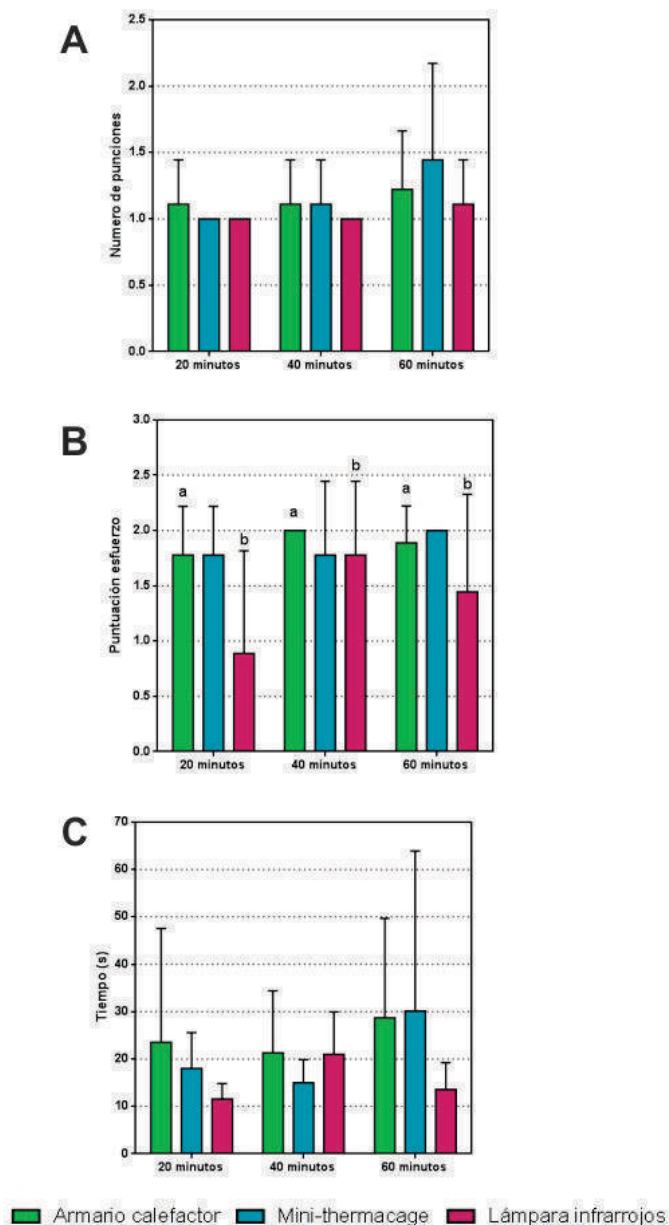 A
Numero de punciones
2.5
2.0
1.5
1.0
0.5
0.0
20 minutos 40 minutos 60 minutos
B
Puntuación esfuerzo
3.0
2.5
2.0
1.5
1.0
0.5
0.0
a b a b a b
20 minutos 40 minutos 60 minutos
C
Tiempo (s)
70
60
50
40
30
20
10
0
20 minutos 40 minutos 60 minutos
Armario calefactor Mini-thermacage Lámpara infrarrojos